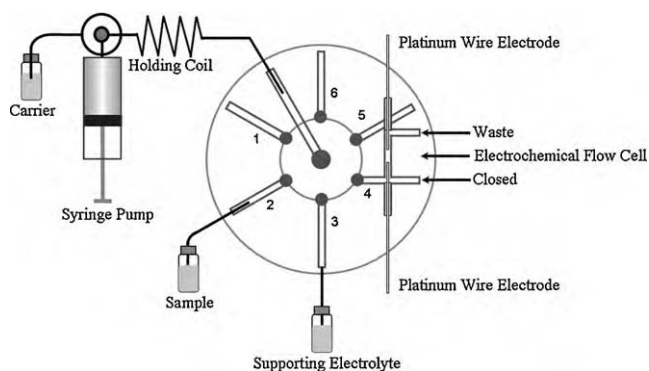 Platinum Wire Electrode
Holding Coil
Carrier
6
5
1
Waste
Electrochemical Flow Cell
Closed
4
2
3
Syringe Pump
Sample
Platinum Wire Electrode
Supporting Electrolyte